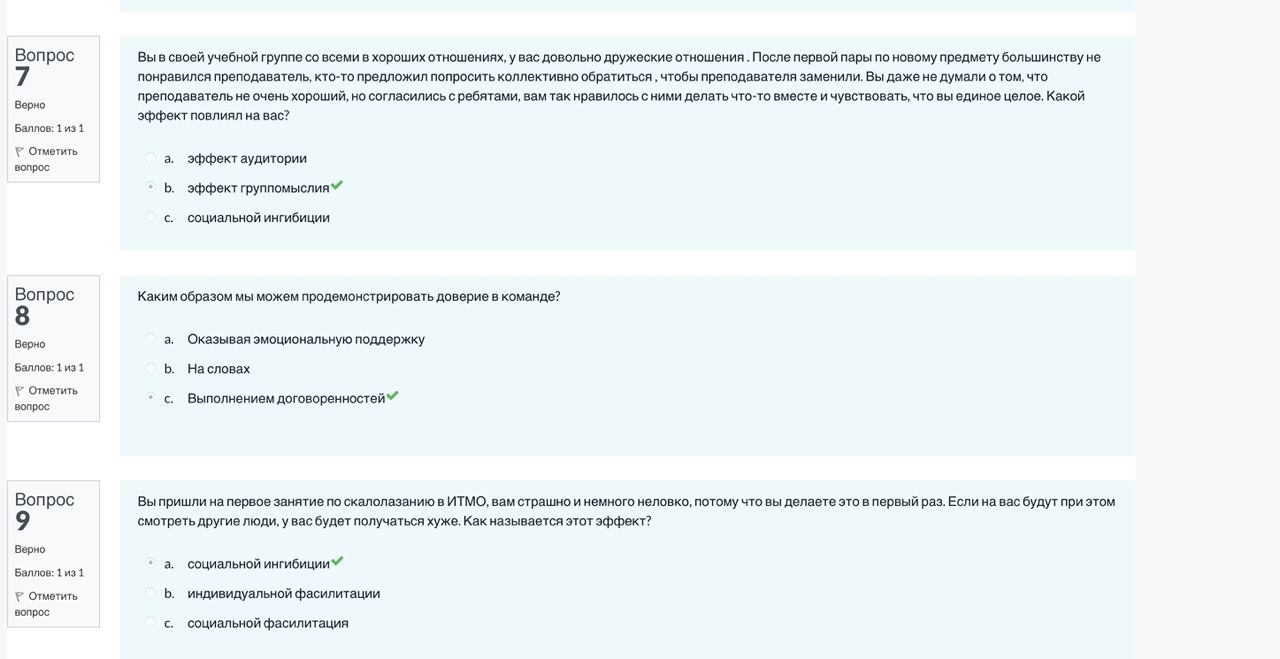 Вопрос
7
Верно
Баллов: 1 из 1
Отметить
вопрос
Вы в своей учебной группе со всеми в хороших отношениях, у вас довольно дружеские отношения . После первой пары по новому предмету большинству не
понравился преподаватель, кто-то предложил попросить коллективно обратиться , чтобы преподавателя заменили. Вы даже не думали о том, что
преподаватель не очень хороший, но согласились с ребятами, вам так нравилось с ними делать что-то вместе и чувствовать, что вы единое целое. Какой
эффект повлиял на вас?
a. эффект аудитории
b. эффект группомыслия
c. социальной ингибиции
Вопрос
8
Верно
Баллов: 1 из 1
Отметить
вопрос
Каким образом мы можем продемонстрировать доверие в команде?
a. Оказывая эмоциональную поддержку
b. На словах
c. Выполнением договоренностей
Вопрос
9
Верно
Баллов: 1 из 1
Отметить
вопрос
Вы пришли на первое занятие по скалолазанию в ИТМО, вам страшно и немного неловко, потому что вы делаете это в первый раз. Если на вас будут при этом
смотреть другие люди, у вас будет получаться хуже. Как называется этот эффект?
a. социальной ингибиции
b. индивидуальной фасилитации
c. социальной фасилитация